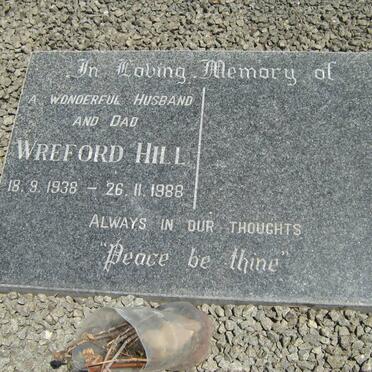 In Loving Memory of
A WONDERFUL HUSBAND
AND DAD
WREFORD HILL
18.9.1938 – 26.11.1988
ALWAYS IN OUR THOUGHTS
"Peace be thine"